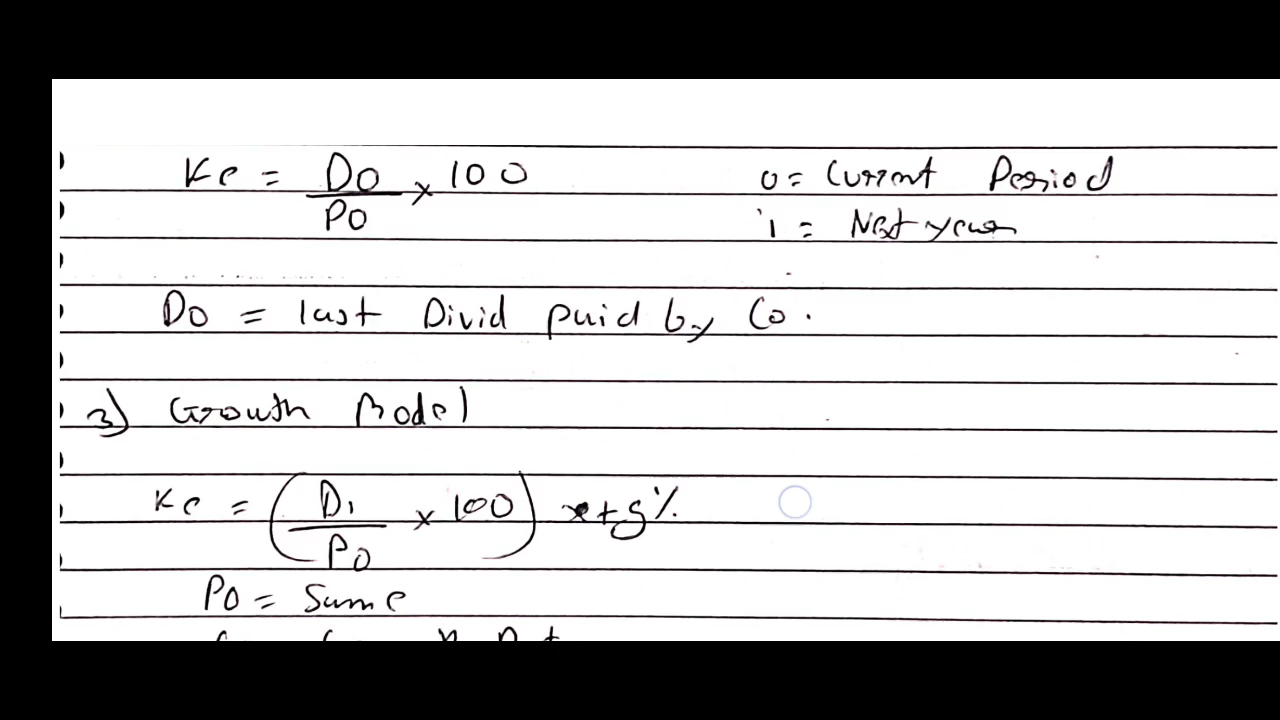 Ke = D0/P0 × 100
0 = Current Period
1 = Next year
D0 = last Divid paid by Co.
3) Growth Model
Ke = (D1/P0 × 100) + g%
P0 = Same